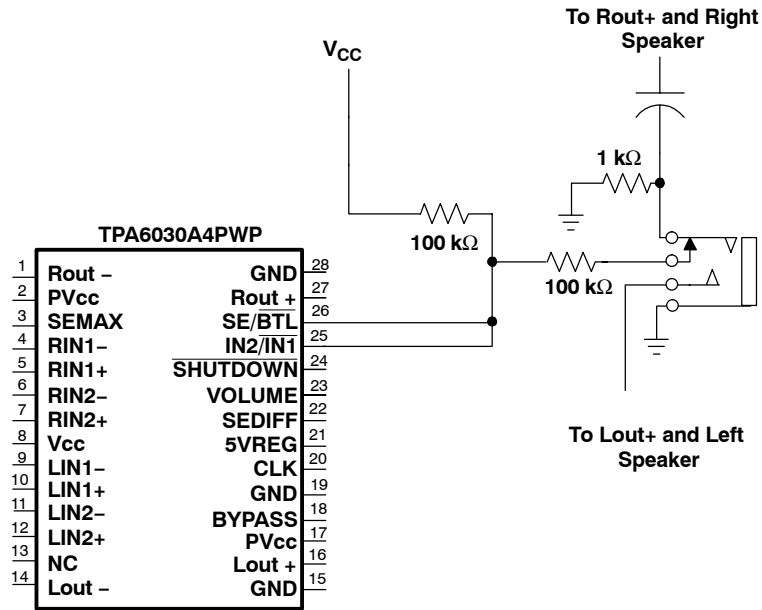 To Rout+ and Right
Speaker
VCC
1 kΩ
100 kΩ
100 kΩ
TPA6030A4PWP
1 Rout −
2 PVcc
3 SEMAX
4 RIN1−
5 RIN1+
6 RIN2−
7 RIN2+
8 Vcc
9 LIN1−
10 LIN1+
11 LIN2−
12 LIN2+
13 NC
14 Lout −
GND 28
Rout + 27
SE/B̅T̅L̅ 26
IN2/I̅N̅1̅ 25
S̅H̅U̅T̅D̅O̅W̅N̅ 24
VOLUME 23
SEDIFF 22
5VREG 21
CLK 20
GND 19
BYPASS 18
PVcc 17
Lout + 16
GND 15
To Lout+ and Left
Speaker